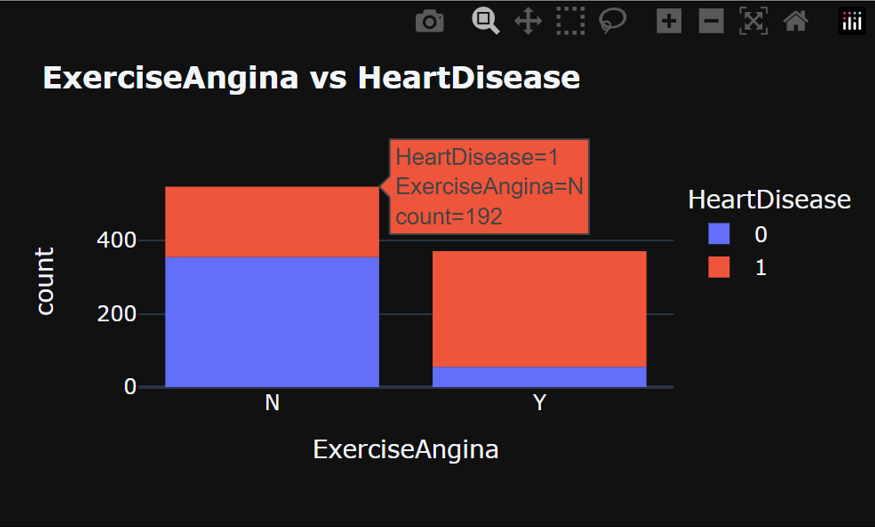 ExerciseAngina vs HeartDisease
HeartDisease=1
ExerciseAngina=N
count=192
HeartDisease
0
1
count
400
200
0
N
Y
ExerciseAngina